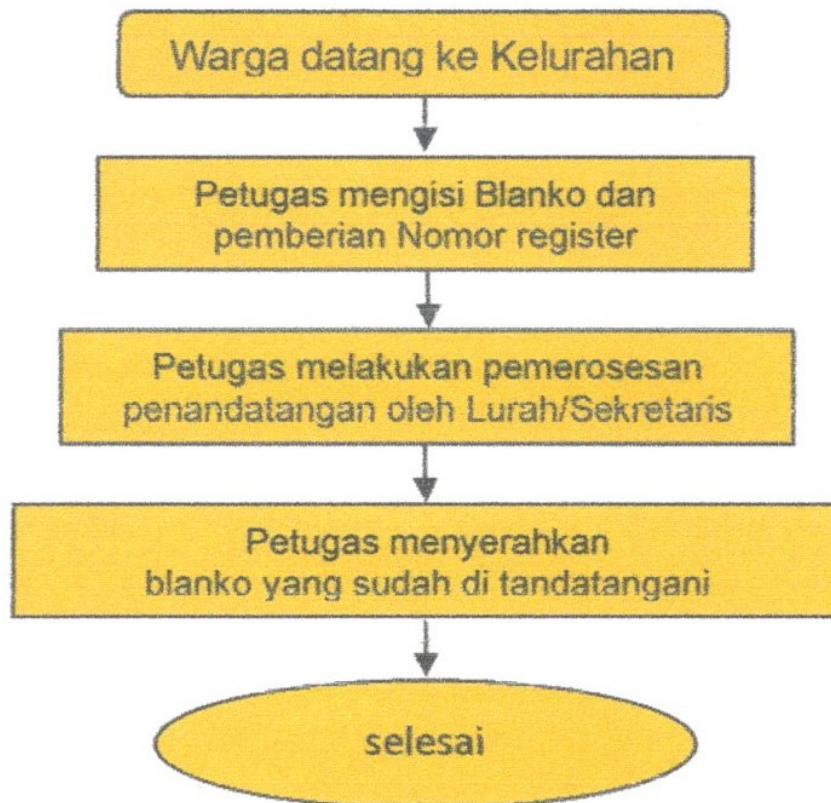 Warga datang ke Kelurahan
Petugas mengisi Blanko dan
pemberian Nomor register
Petugas melakukan pemerosesan
penandatangan oleh Lurah/Sekretaris
Petugas menyerahkan
blanko yang sudah di tandatangani
selesai